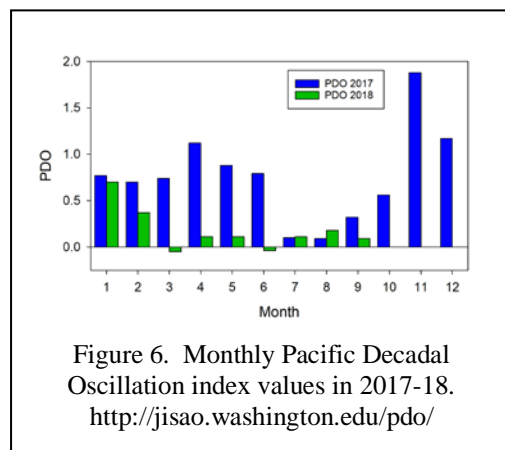 2.0
PDO 2017
PDO 2018
1.5
1.0
0.5
0.0
PDO
1 2 3 4 5 6 7 8 9 10 11 12
Month
Figure 6. Monthly Pacific Decadal
Oscillation index values in 2017-18.
http://jisao.washington.edu/pdo/